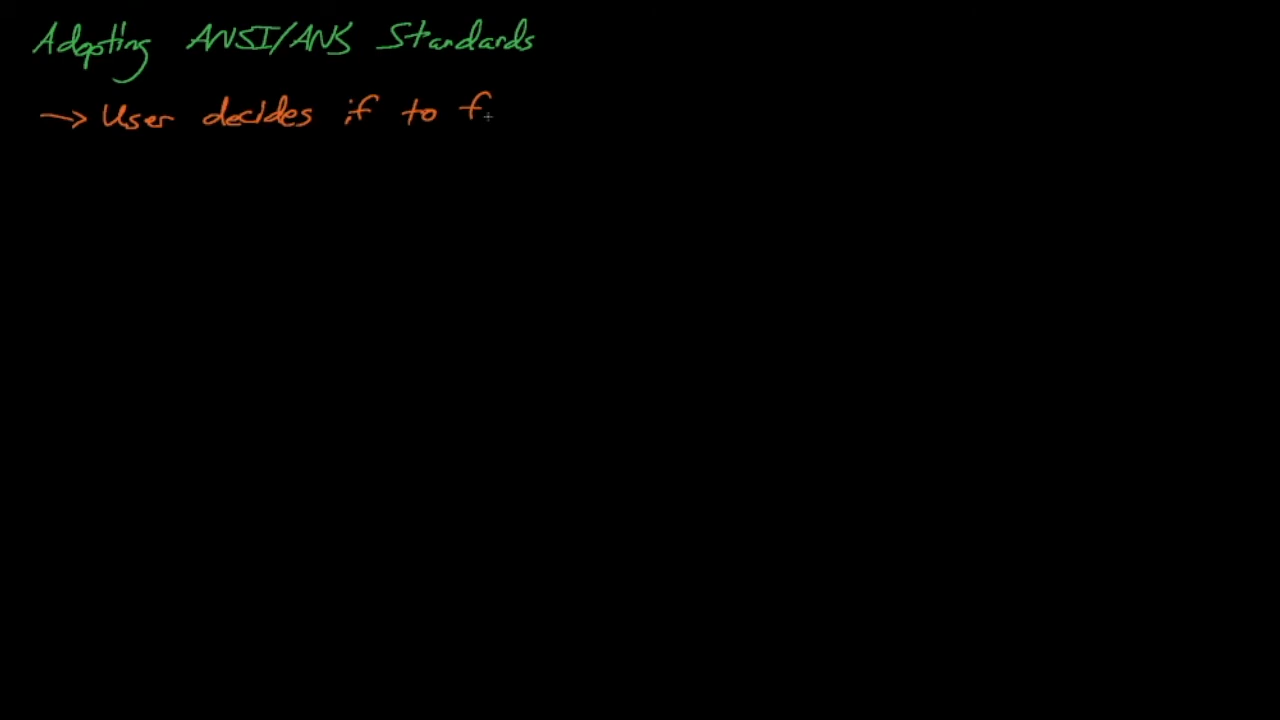 Adopting ANSI/ANS Standards
→ User decides if to f